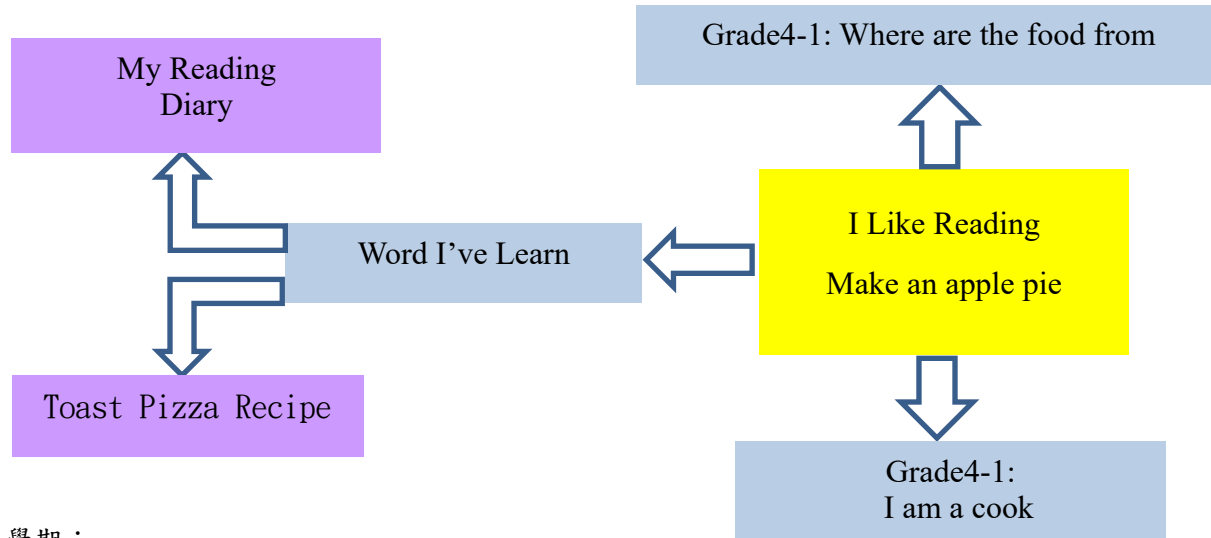 Grade4-1: Where are the food from
My Reading
Diary
I Like Reading
Make an apple pie
Word I’ve Learn
Toast Pizza Recipe
Grade4-1:
I am a cook